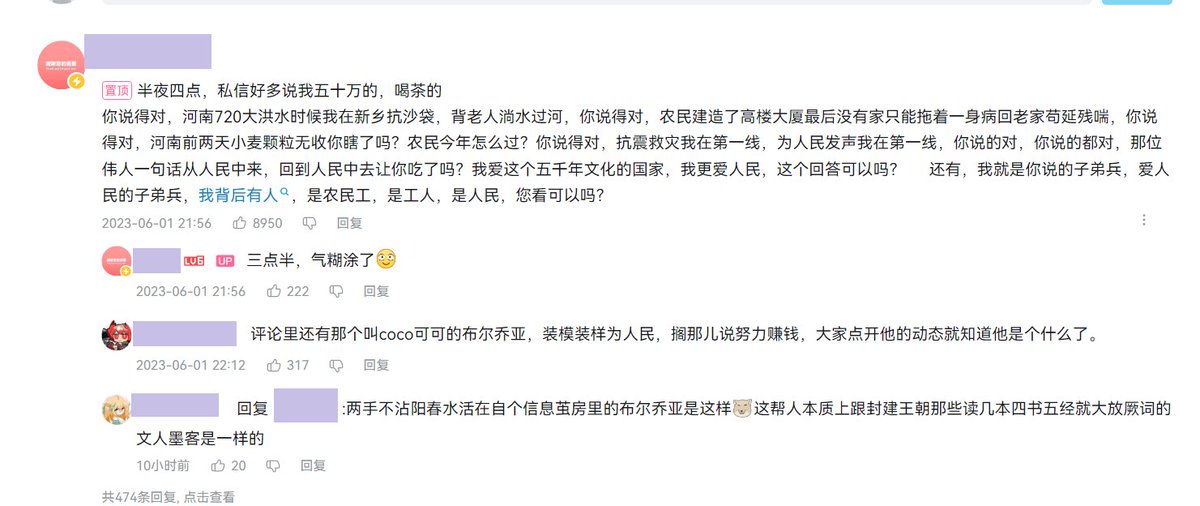 置顶 半夜四点，私信好多说我五十万的，喝茶的
你说得对，河南720大洪水时候我在新乡抗沙袋，背老人淌水过河，你说得对，农民建造了高楼大厦最后没有家只能拖着一身病回老家苟延残喘，你说
得对，河南前两天小麦颗粒无收你瞎了吗？农民今年怎么过？你说得对，抗震救灾我在第一线，为人民发声我在第一线，你说的对，你说的都对，那位
伟人一句话从人民中来，回到人民中去让你吃了吗？我爱这个五千年文化的国家，我更爱人民，这个回答可以吗？ 还有，我就是你说的子弟兵，爱人
民的子弟兵，我背后有人，是农民工，是工人，是人民，您看可以吗？
2023-06-01 21:56 8950 回复
LV6 UP 三点半，气糊涂了
2023-06-01 21:56 222 回复
评论里还有那个叫coco可可的布尔乔亚，装模装样为人民，搁那儿说努力赚钱，大家点开他的动态就知道他是个什么了。
2023-06-01 22:12 317 回复
回复 :两手不沾阳春水活在自个信息茧房里的布尔乔亚是这样这帮人本质上跟封建王朝那些读几本四书五经就大放厥词的
文人墨客是一样的
10小时前 20 回复
共474条回复, 点击查看